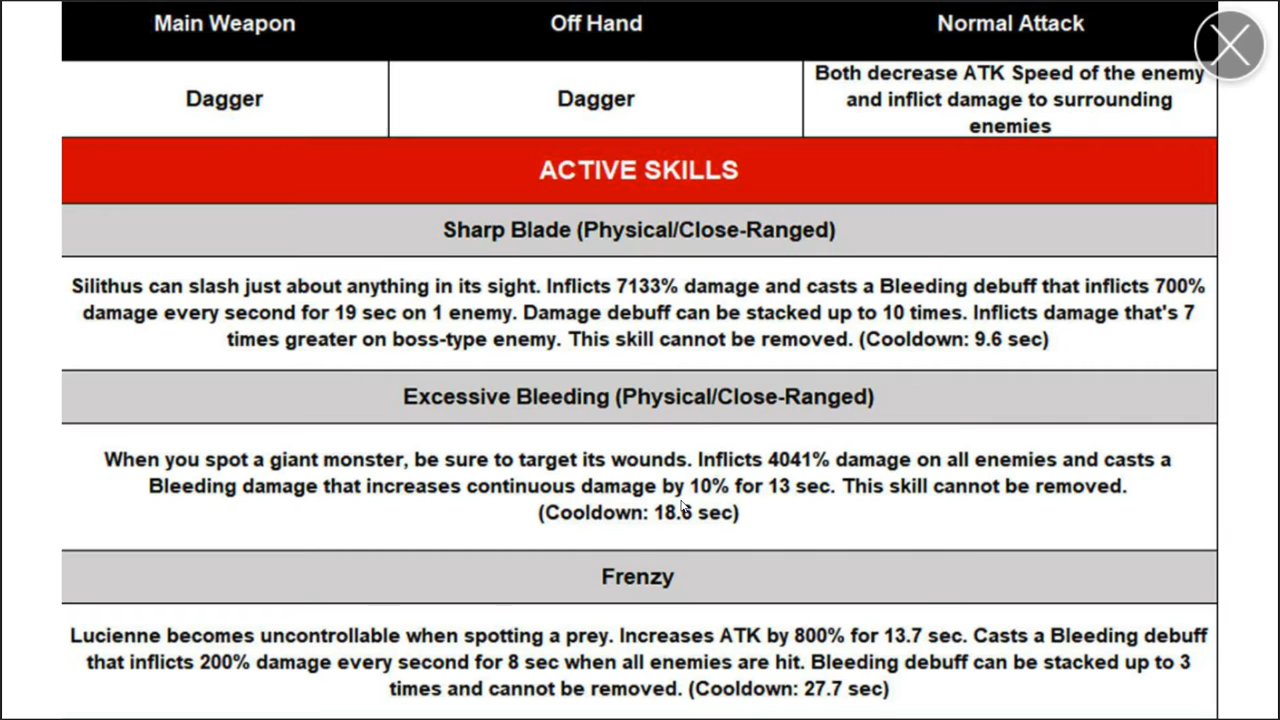 Main Weapon Off Hand Normal Attack
Dagger Dagger Both decrease ATK Speed of the enemy
and inflict damage to surrounding
enemies
ACTIVE SKILLS
Sharp Blade (Physical/Close-Ranged)
Silithus can slash just about anything in its sight. Inflicts 7133% damage and casts a Bleeding debuff that inflicts 700%
damage every second for 19 sec on 1 enemy. Damage debuff can be stacked up to 10 times. Inflicts damage that's 7
times greater on boss-type enemy. This skill cannot be removed. (Cooldown: 9.6 sec)
Excessive Bleeding (Physical/Close-Ranged)
When you spot a giant monster, be sure to target its wounds. Inflicts 4041% damage on all enemies and casts a
Bleeding damage that increases continuous damage by 10% for 13 sec. This skill cannot be removed.
(Cooldown: 18.6 sec)
Frenzy
Lucienne becomes uncontrollable when spotting a prey. Increases ATK by 800% for 13.7 sec. Casts a Bleeding debuff
that inflicts 200% damage every second for 8 sec when all enemies are hit. Bleeding debuff can be stacked up to 3
times and cannot be removed. (Cooldown: 27.7 sec)